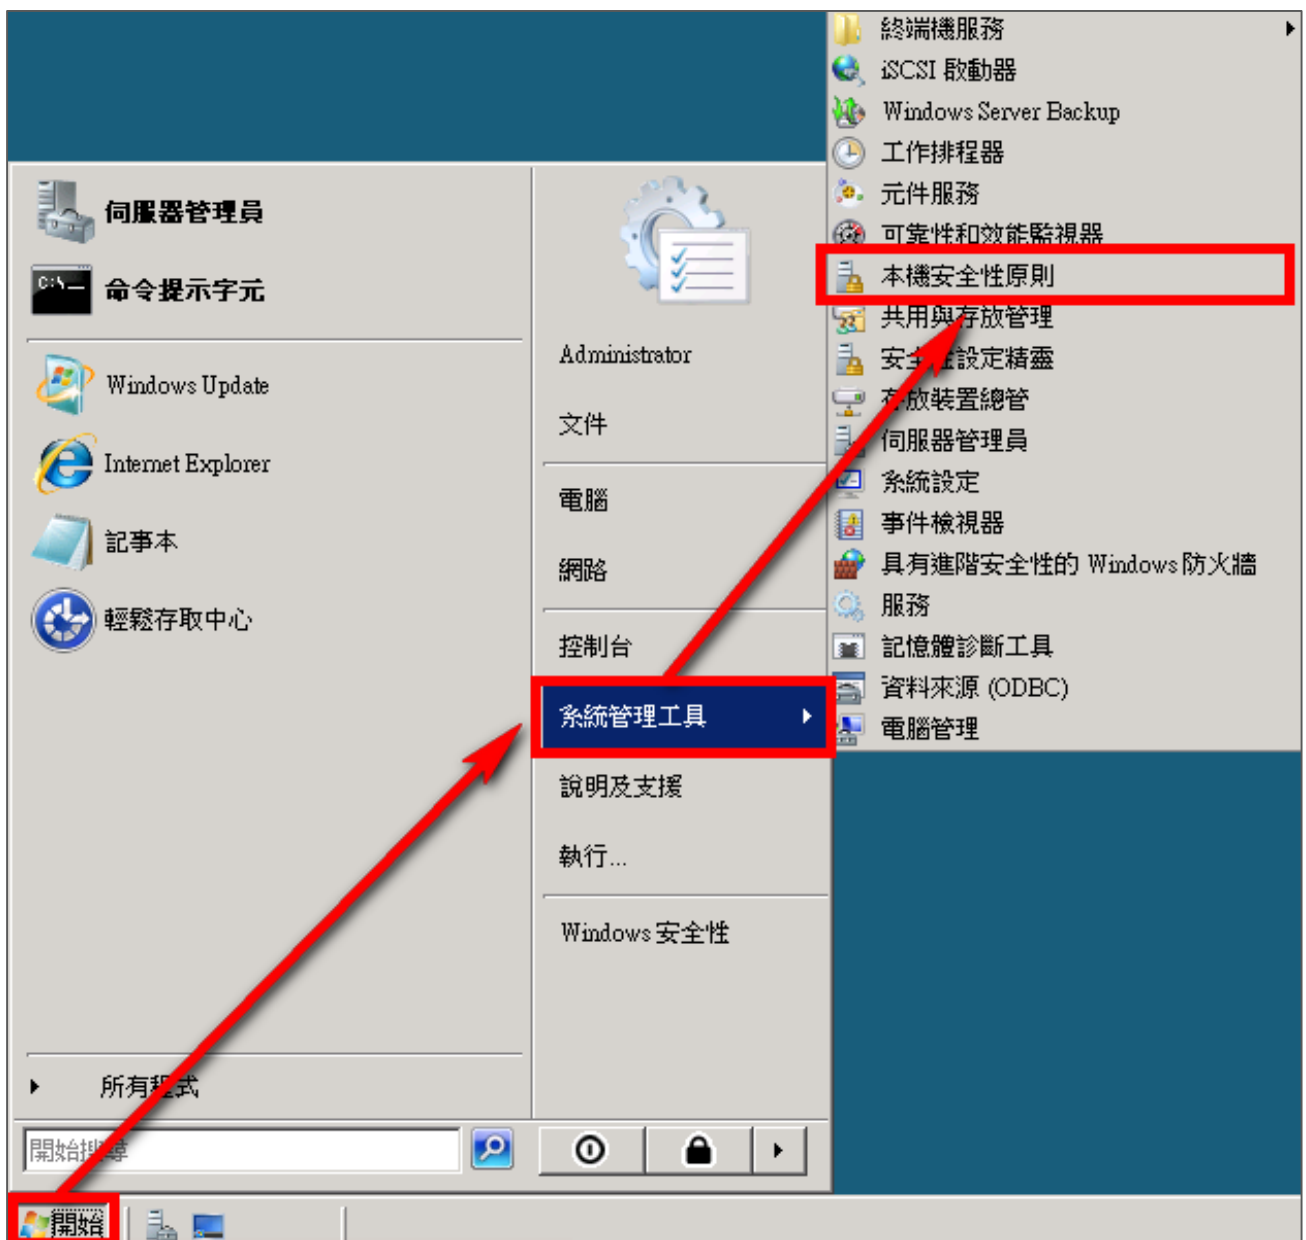 終端機服務
iSCSI 啟動器
Windows Server Backup
工作排程器
元件服務
可靠性和效能監視器
本機安全性原則
共用與存放管理
安全性設定精靈
存放裝置總管
伺服器管理員
系統設定
事件檢視器
具有進階安全性的 Windows 防火牆
服務
記憶體診斷工具
資料來源 (ODBC)
電腦管理
伺服器管理員
命令提示字元
Windows Update
Internet Explorer
記事本
輕鬆存取中心
所有程式
開始搜尋
Administrator
文件
電腦
網路
控制台
系統管理工具
說明及支援
執行...
Windows 安全性
開始